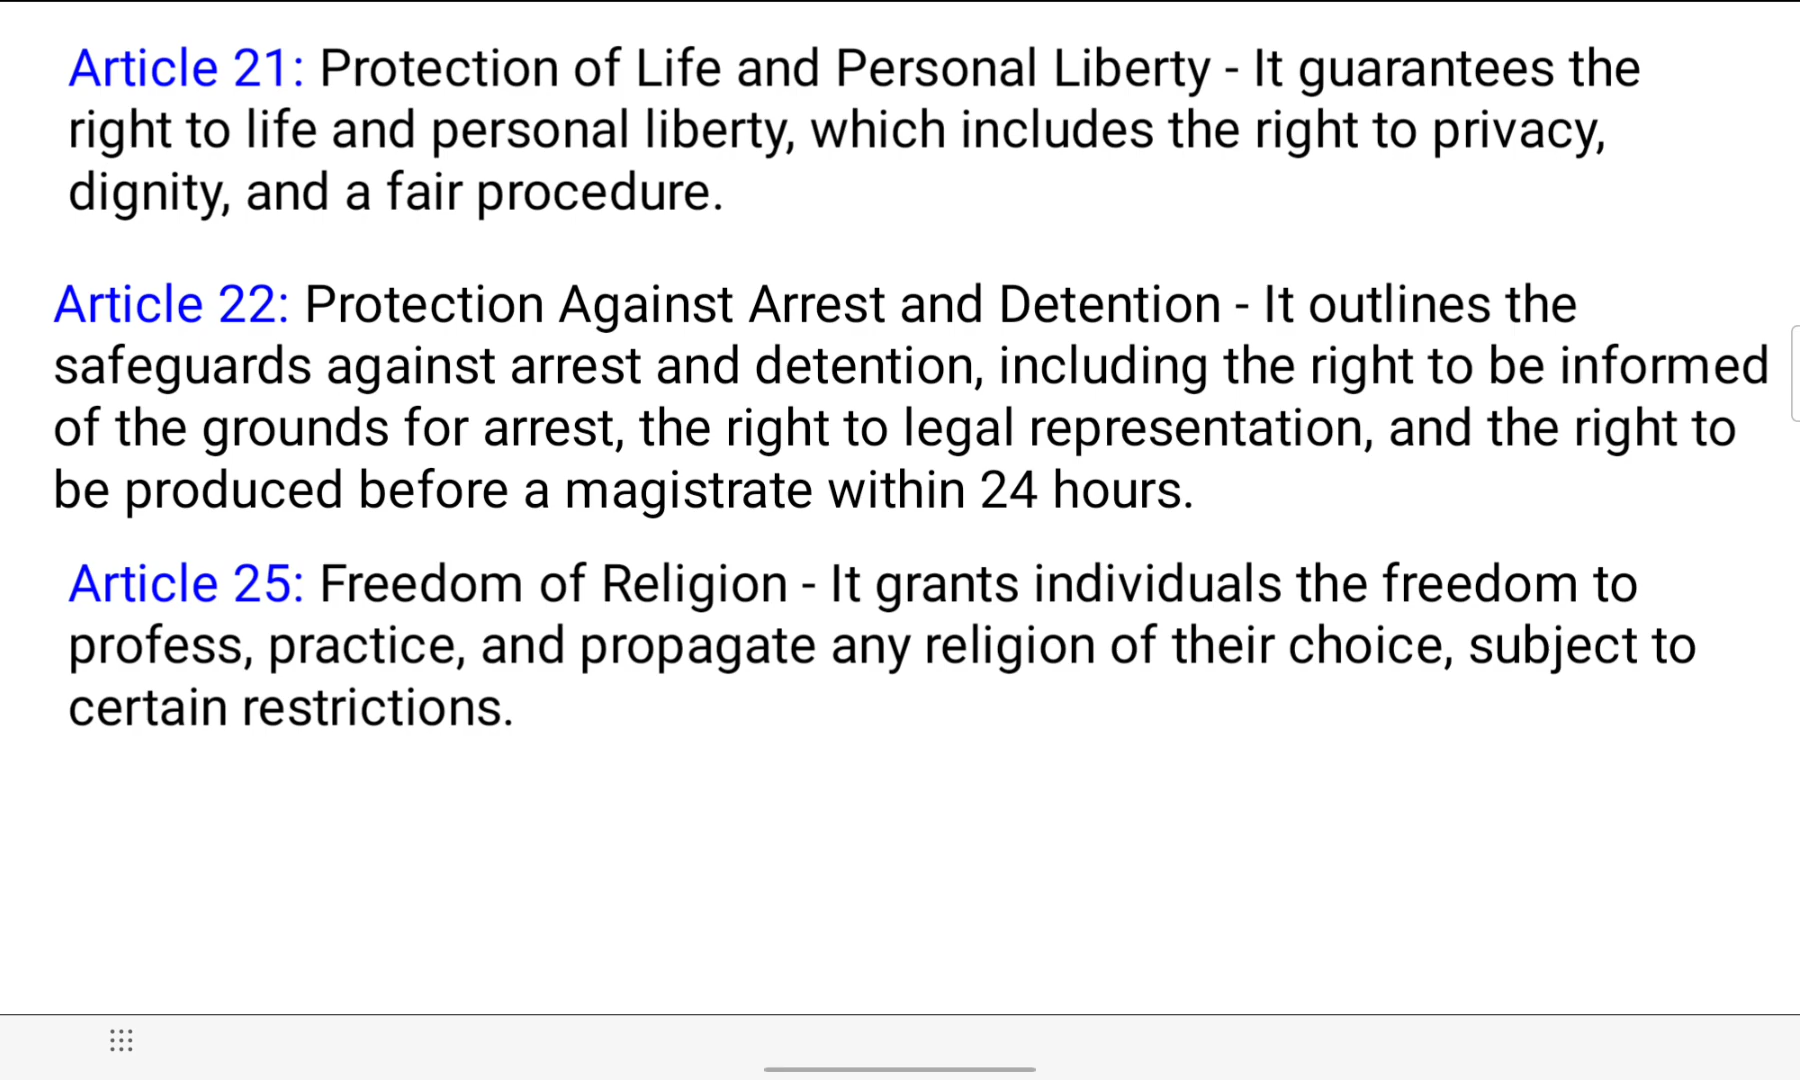 Article 21: Protection of Life and Personal Liberty - It guarantees the
right to life and personal liberty, which includes the right to privacy,
dignity, and a fair procedure.
Article 22: Protection Against Arrest and Detention - It outlines the
safeguards against arrest and detention, including the right to be informed
of the grounds for arrest, the right to legal representation, and the right to
be produced before a magistrate within 24 hours.
Article 25: Freedom of Religion - It grants individuals the freedom to
profess, practice, and propagate any religion of their choice, subject to
certain restrictions.